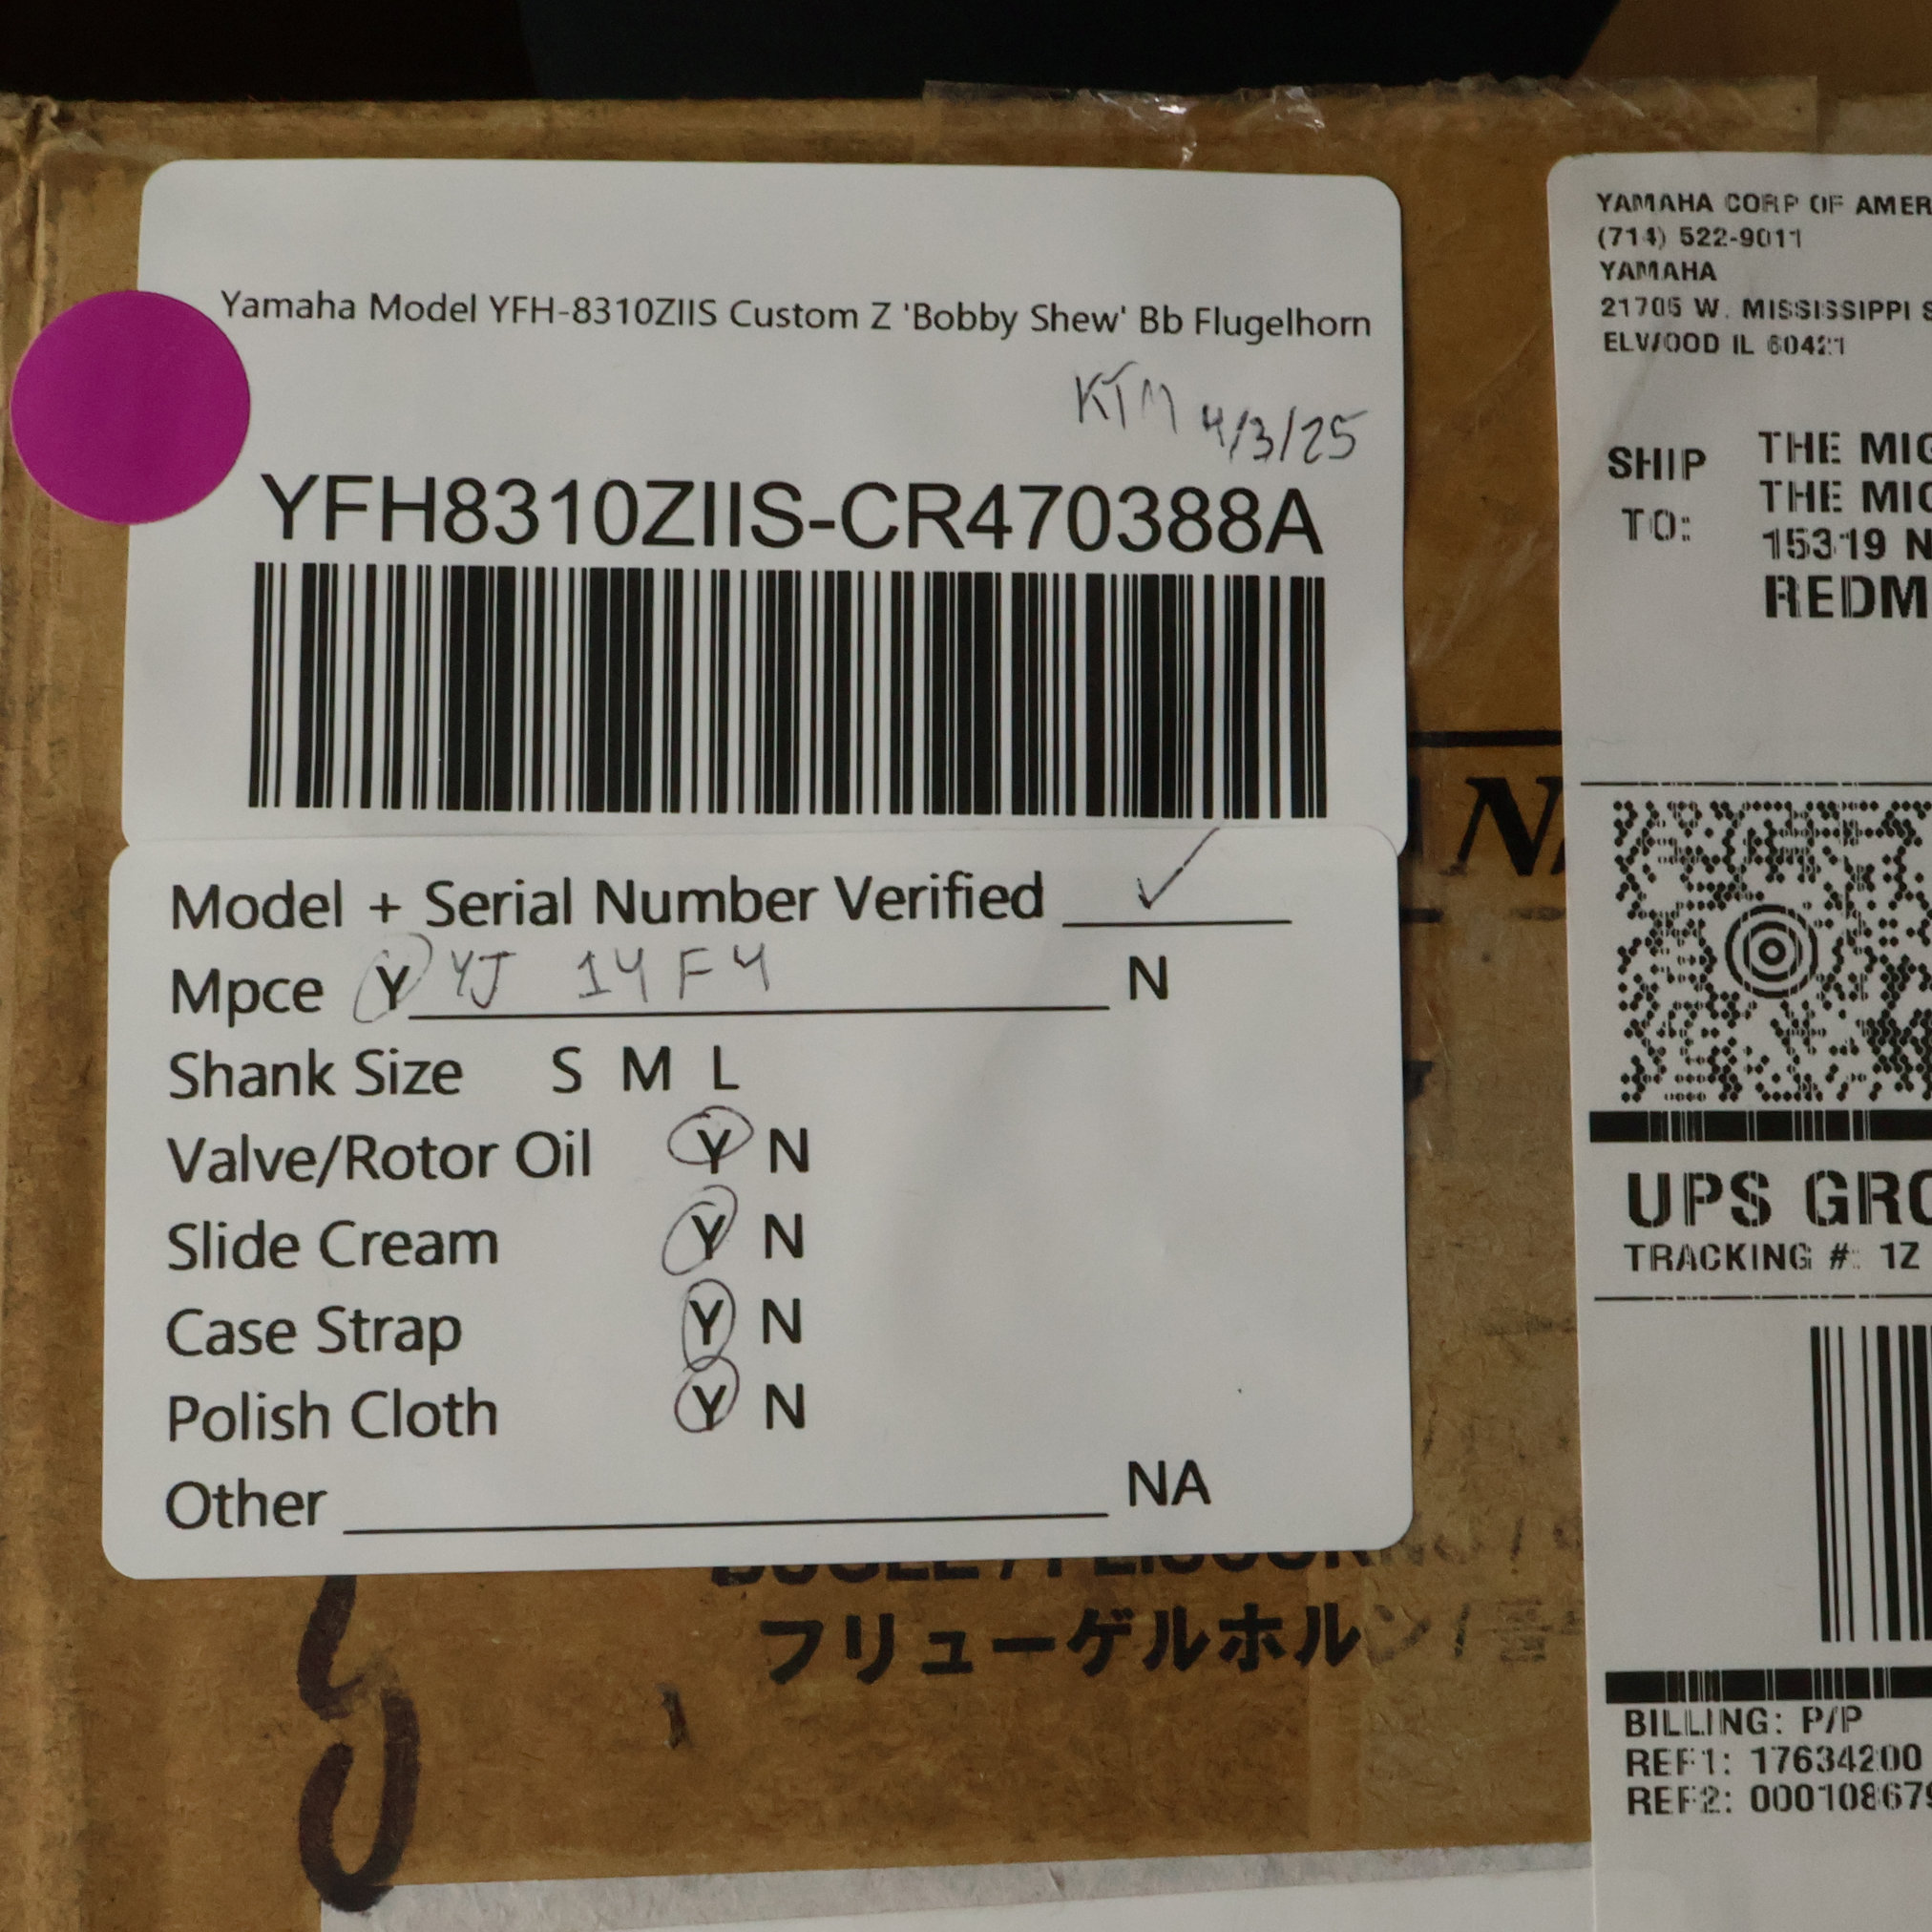 Yamaha Model YFH-8310ZIIS Custom Z 'Bobby Shew' Bb Flugelhorn
KTM 4/3/25
YFH8310ZIIS-CR470388A
Model + Serial Number Verified ✓
Mpce Y YJ 14F4 N
Shank Size S M L
Valve/Rotor Oil Y N
Slide Cream Y N
Case Strap Y N
Polish Cloth Y N
Other NA
フリューゲルホルン
YAMAHA CORP OF AMER
(714) 522-9011
YAMAHA
21705 W. MISSISSIPPI S
ELWOOD IL 60421
SHIP TO:
THE MIG
THE MIG
15319 N
REDM
UPS GRO
TRACKING #: 1Z
BILLING: P/P
REF1: 17634200
REF2: 000108679